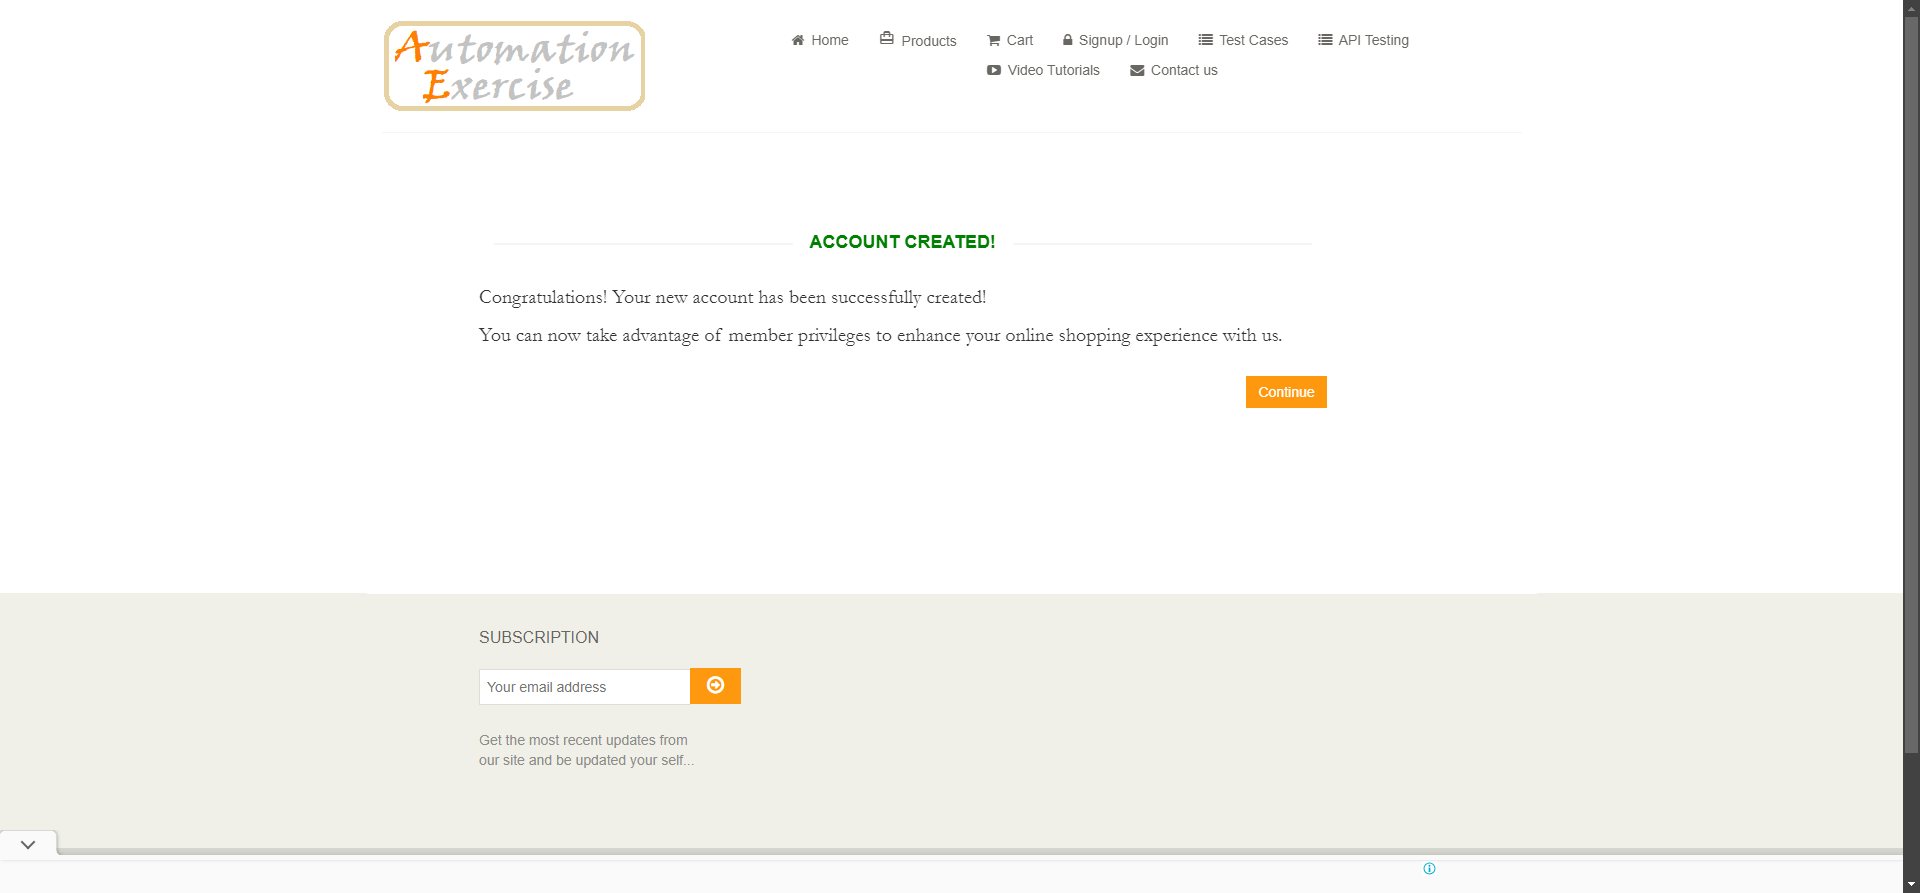 Automation
Exercise
Home
Products
Cart
Signup / Login
Test Cases
API Testing
Video Tutorials
Contact us
ACCOUNT CREATED!
Congratulations! Your new account has been successfully created!
You can now take advantage of member privileges to enhance your online shopping experience with us.
Continue
SUBSCRIPTION
Your email address
Get the most recent updates from
our site and be updated your self...